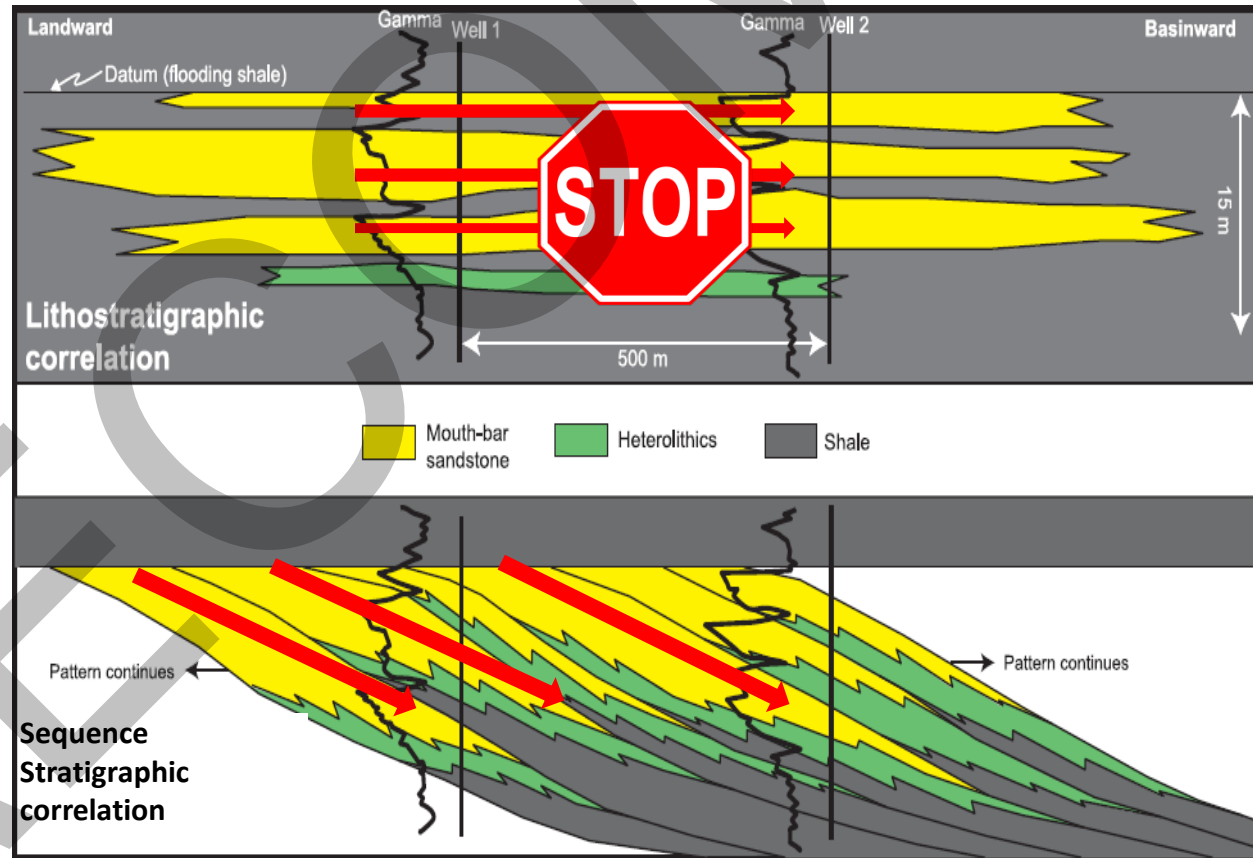 Landward
Gamma
Well 1
Gamma
Well 2
Basinward
Datum (flooding shale)
STOP
15 m
Lithostratigraphic
correlation
500 m
Mouth-bar
sandstone
Heterolithics
Shale
Pattern continues
Pattern continues
Sequence
Stratigraphic
correlation